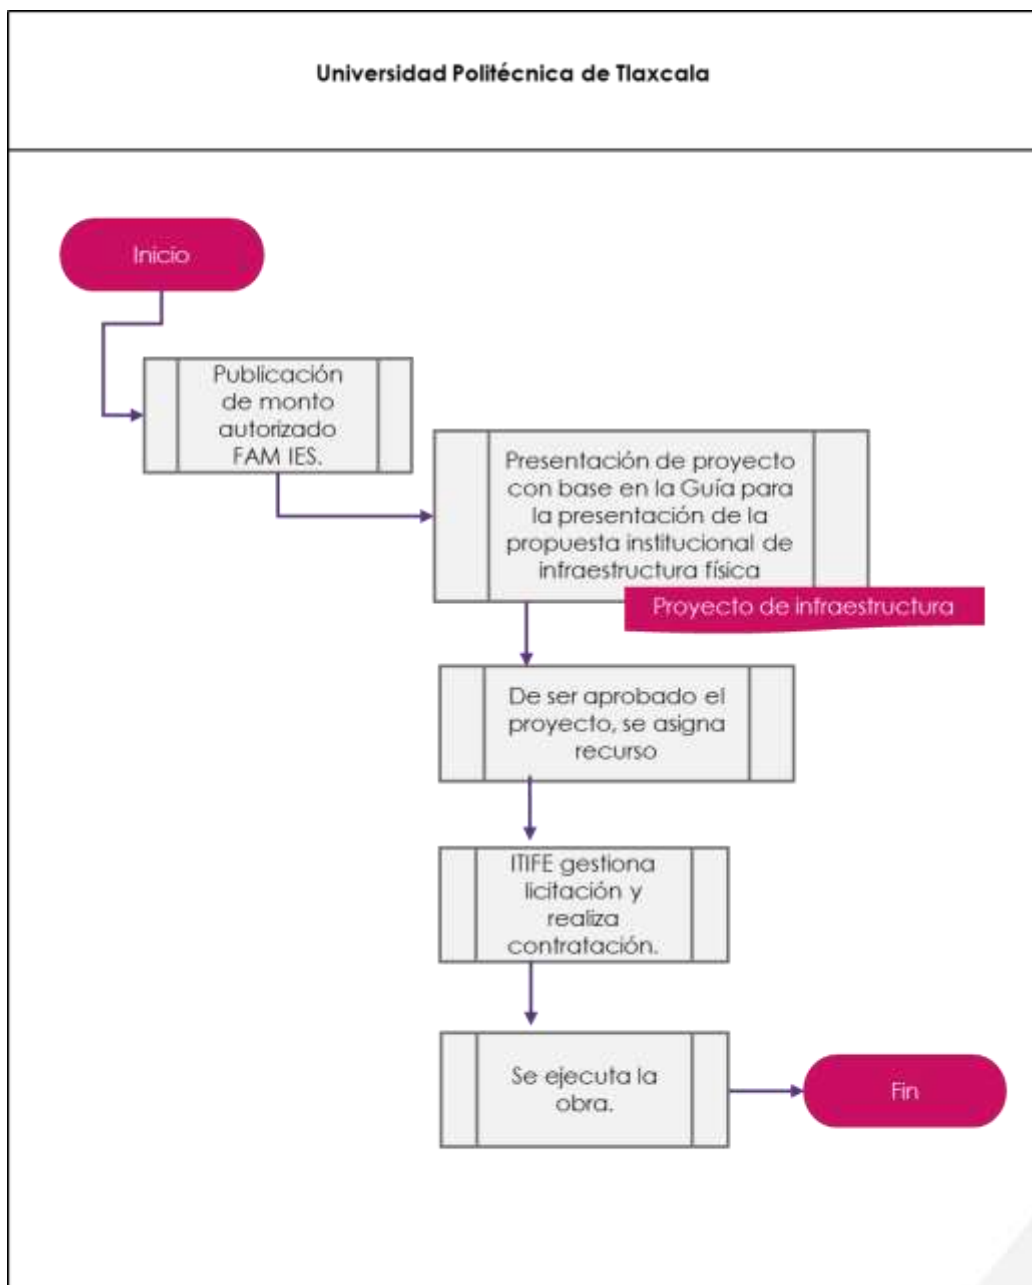 Universidad Politécnica de Tlaxcala
Inicio
Publicación
de monto
autorizado
FAM IES.
Presentación de proyecto
con base en la Guía para
la presentación de la
propuesta institucional de
infraestructura física
Proyecto de infraestructura
De ser aprobado el
proyecto, se asigna
recurso
ITIFE gestiona
licitación y
realiza
contratación.
Se ejecuta la
obra.
Fin